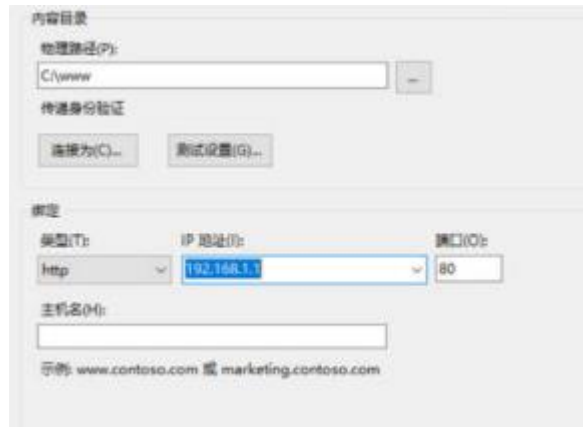 内容目录
物理路径(P):
C:\www
...
传递身份验证
连接为(C)...
测试设置(G)...
绑定
类型(T):
IP 地址(I):
端口(O):
http
192.168.1.1
80
主机名(H):
示例: www.contoso.com 或 marketing.contoso.com